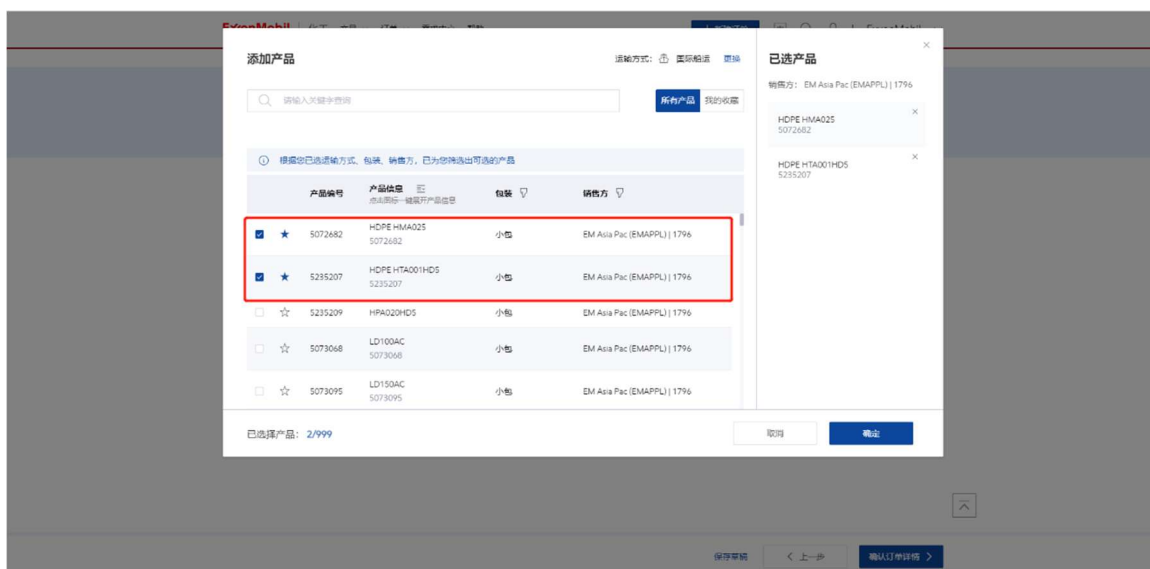 ExxonMobil
添加产品
运输方式: 国际船运 更换
请输入关键字查询
所有产品 我的收藏
根据您已选运输方式、包装、销售方，已为您筛选出可选的产品
产品编号 产品信息 包装 销售方
点击图标一键展开产品信息
5072682 HDPE HMA025 小包 EM Asia Pac (EMAPPL) | 1796
5072682
5235207 HDPE HTA001HD5 小包 EM Asia Pac (EMAPPL) | 1796
5235207
5235209 HPA020HD5 小包 EM Asia Pac (EMAPPL) | 1796
5073068 LD100AC 小包 EM Asia Pac (EMAPPL) | 1796
5073068
5073095 LD150AC 小包 EM Asia Pac (EMAPPL) | 1796
5073095
已选择产品: 2/999
取消 确定
已选产品
销售方: EM Asia Pac (EMAPPL) | 1796
HDPE HMA025
5072682
HDPE HTA001HD5
5235207
保存草稿 上一步 确认订单详情